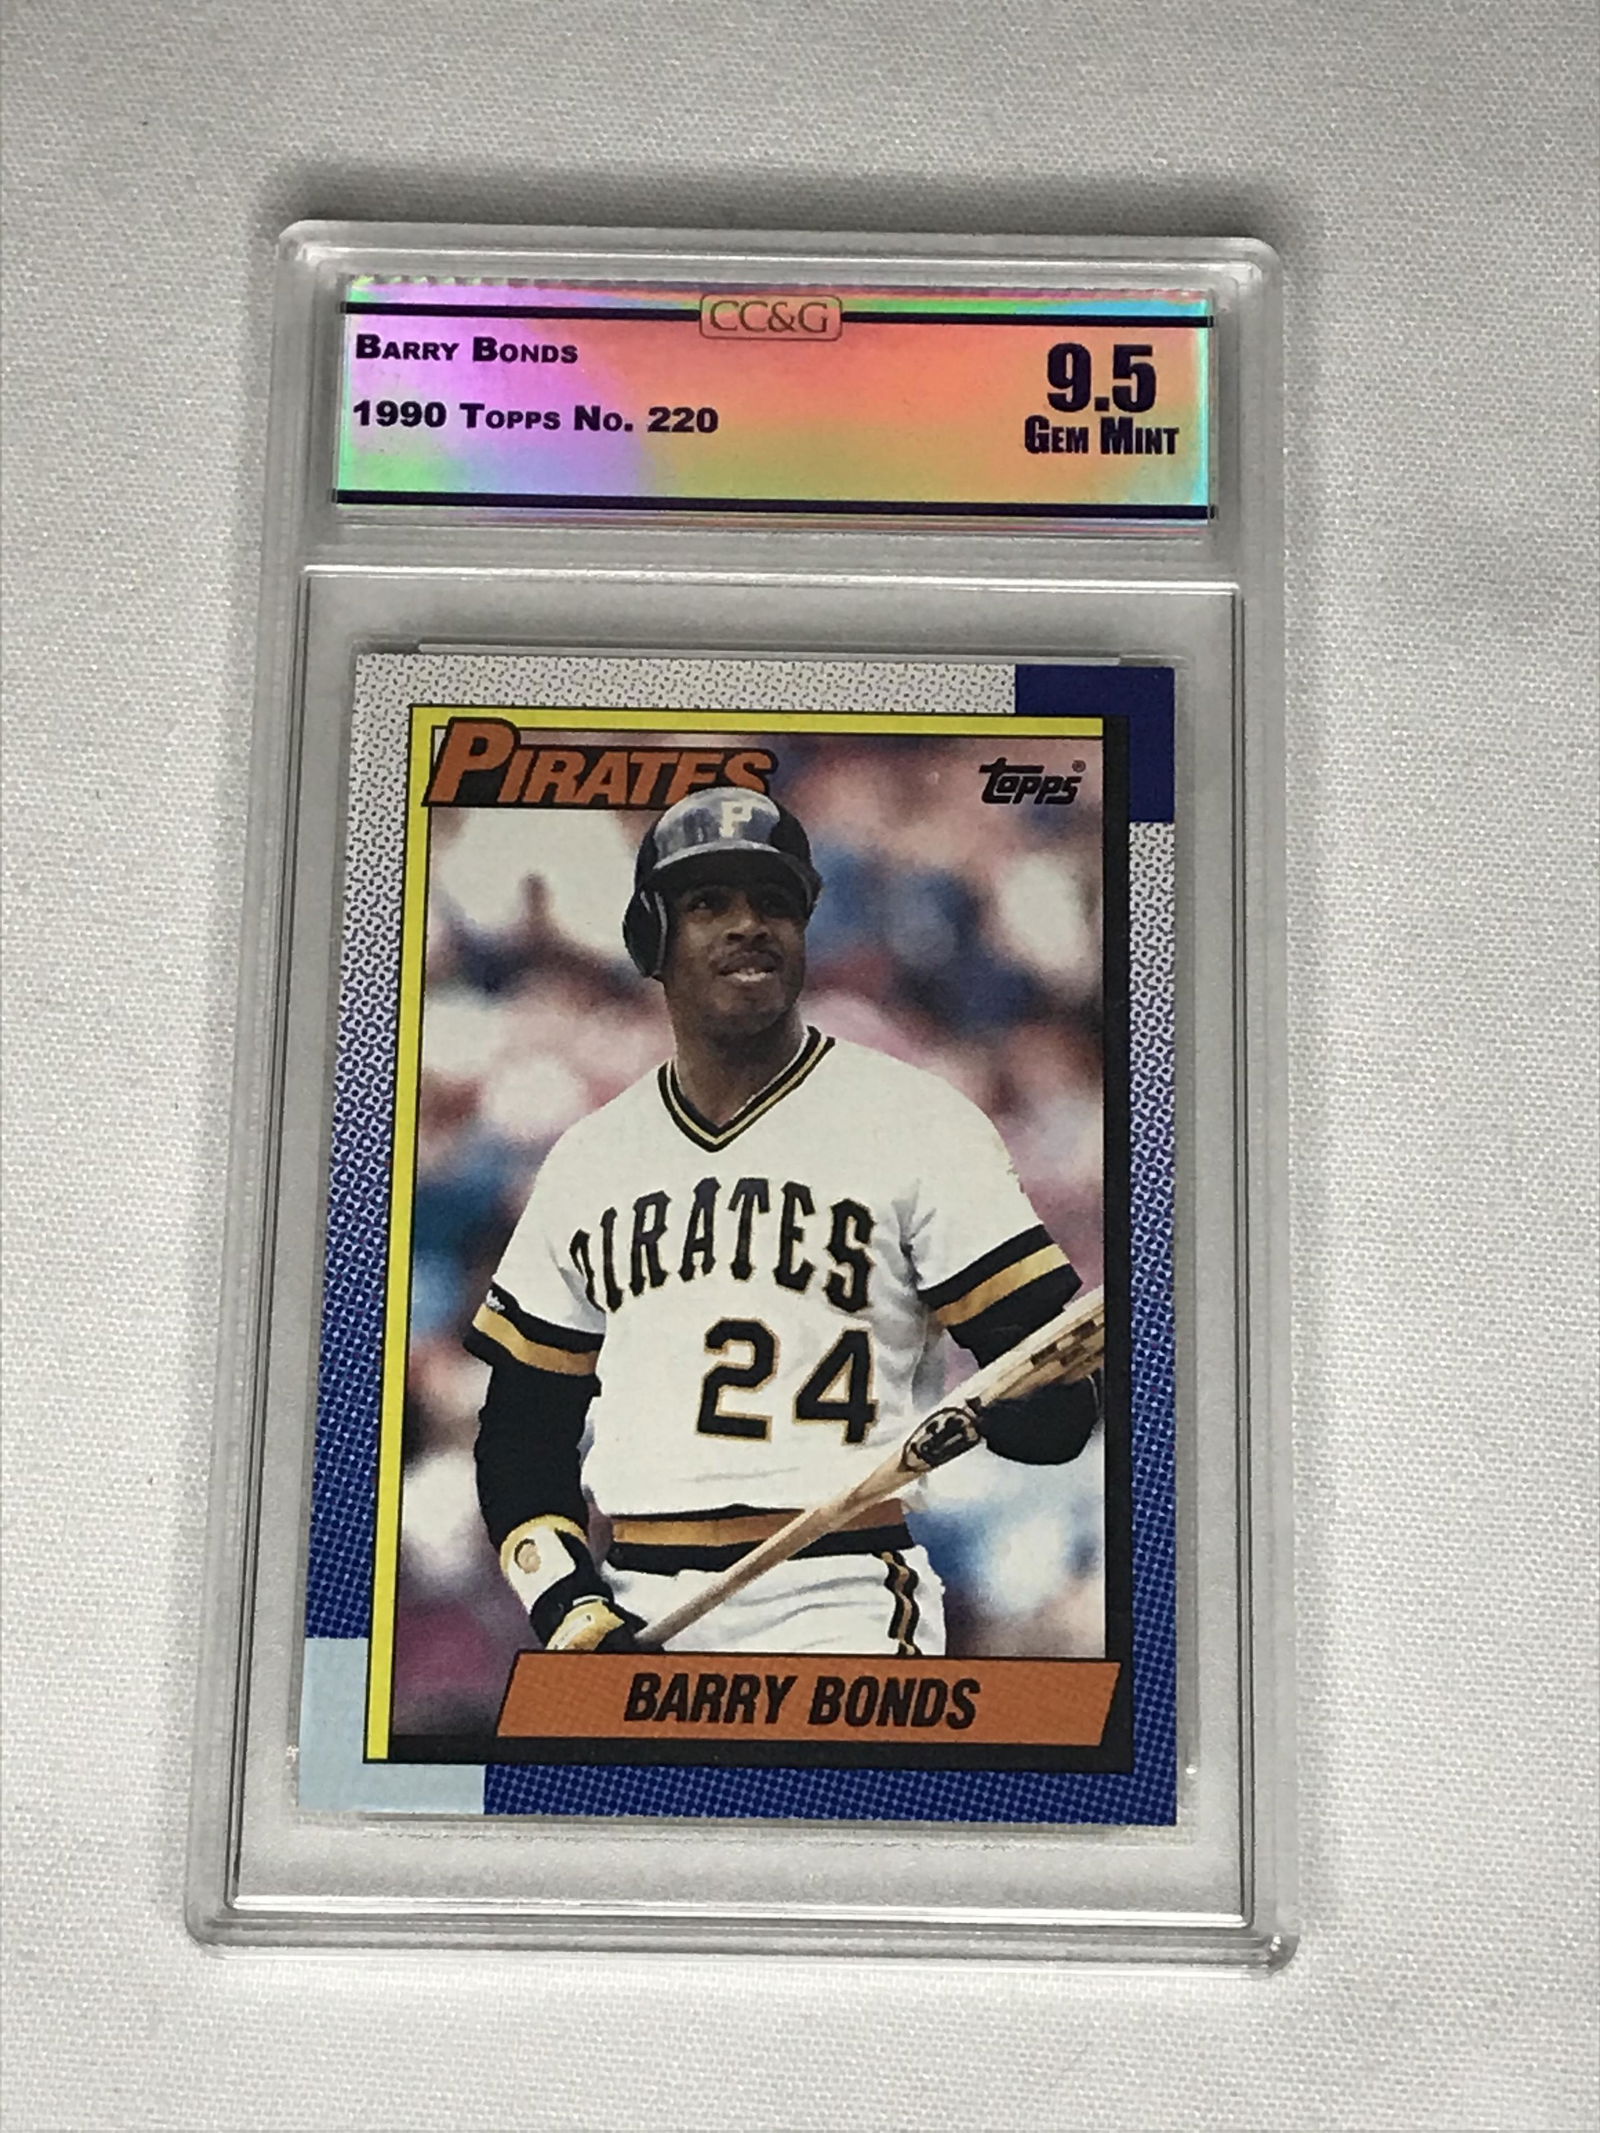 CC&G
BARRY BONDS
1990 TOPPS NO. 220
9.5
GEM MINT
PIRATES
topps®
P
PIRATES
24
BARRY BONDS